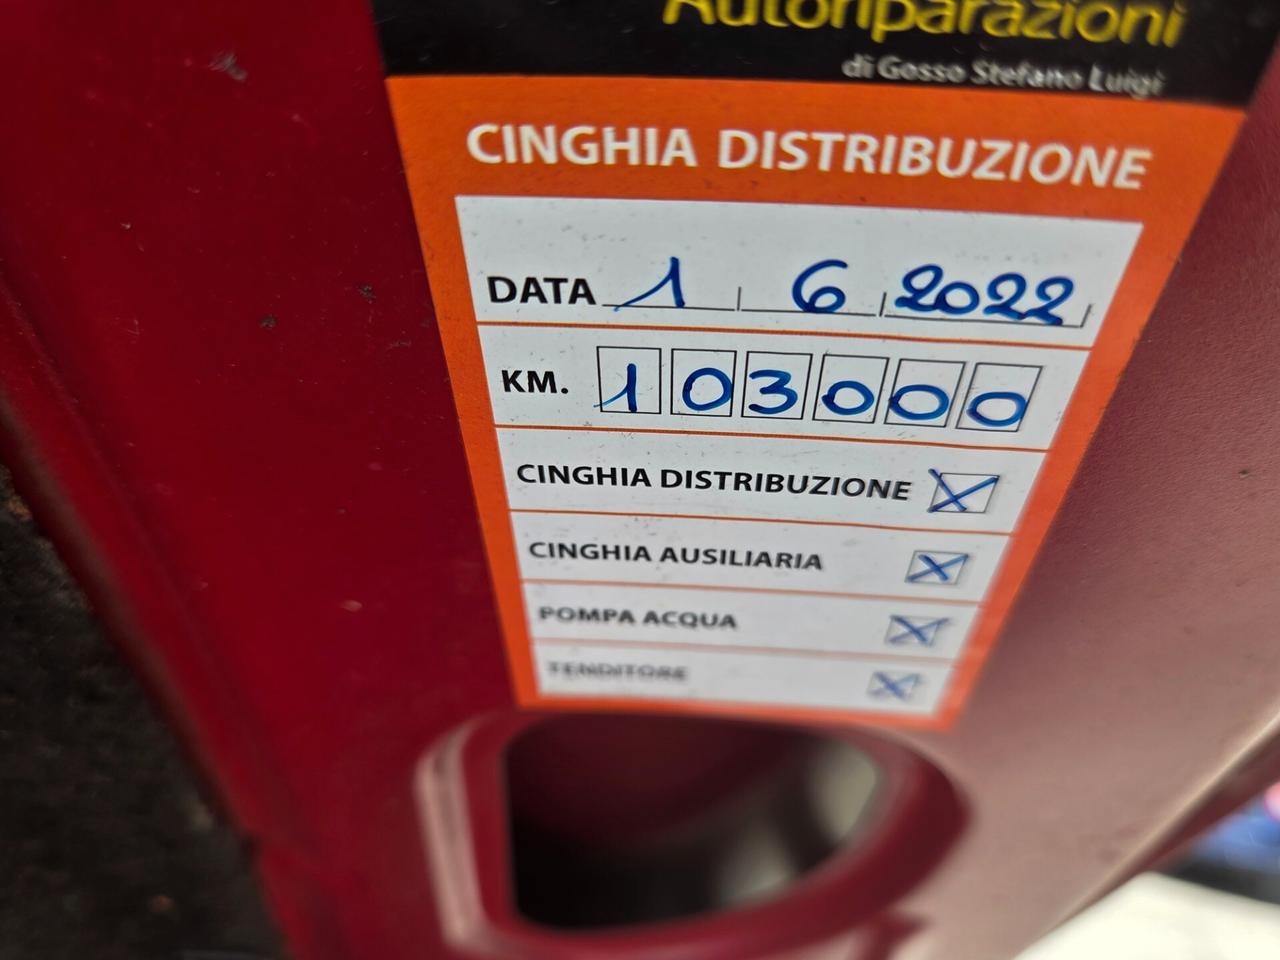 Autoriparazioni
di Gosso Stefano Luigi
CINGHIA DISTRIBUZIONE
DATA 1 6 2022
KM. 103000
CINGHIA DISTRIBUZIONE X
CINGHIA AUSILIARIA X
POMPA ACQUA X
TENDITORE X